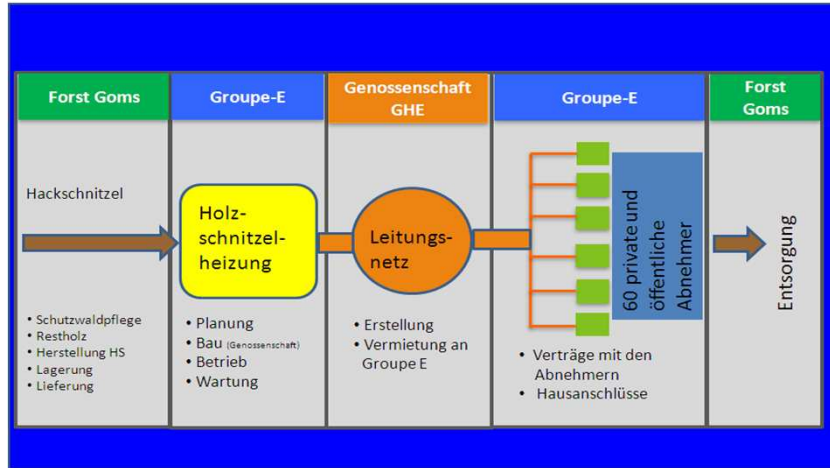 Forst Goms
Hackschnitzel
• Schutzwaldpflege
• Restholz
• Herstellung HS
• Lagerung
• Lieferung
Groupe-E
Holz-
schnitzel-
heizung
• Planung
• Bau (Genossenschaft)
• Betrieb
• Wartung
Genossenschaft
GHE
Leitungs-
netz
• Erstellung
• Vermietung an
Groupe E
Groupe-E
60 private und
öffentliche
Abnehmer
• Verträge mit den
Abnehmern
• Hausanschlüsse
Forst
Goms
Entsorgung